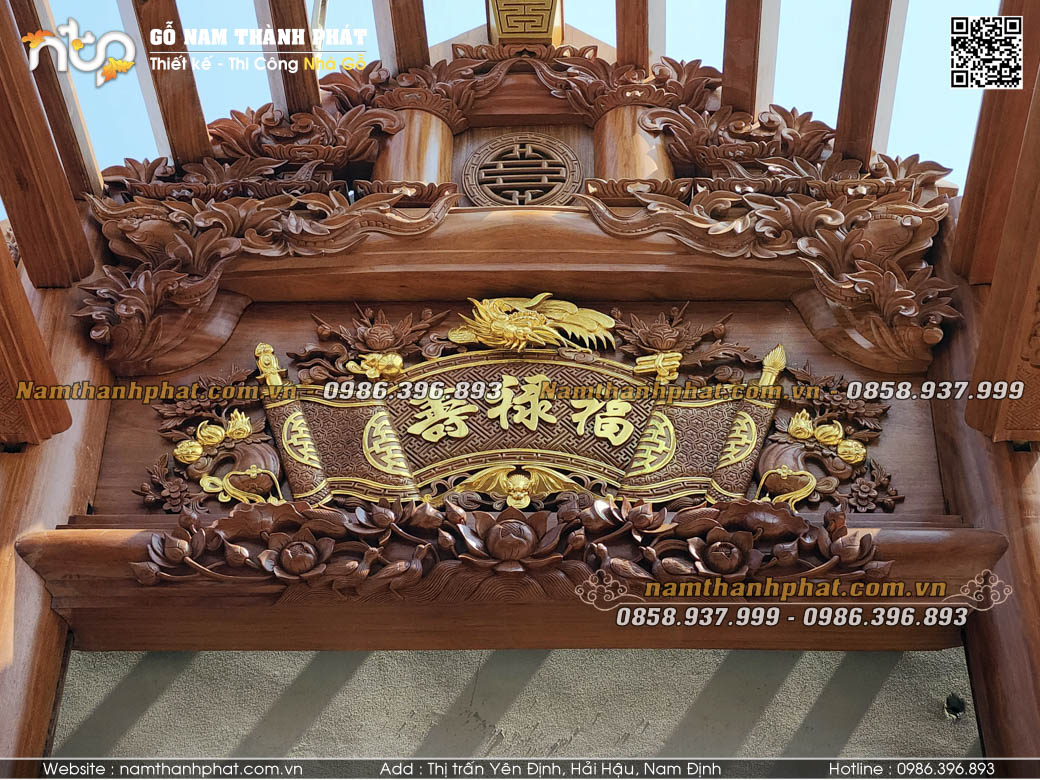 GỖ NAM THÀNH PHÁT
Thiết kế - Thi Công Nhà Gỗ
ntp
Namthanhphat.com.vn - 0986.396.893
Namthanhphat.com.vn - 0858.937.999
壽禄福
namthanhphat.com.vn
0858.937.999 - 0986.396.893
Website : namthanhphat.com.vn
Add : Thị trấn Yên Định, Hải Hậu, Nam Định
Hotline : 0986.396.893